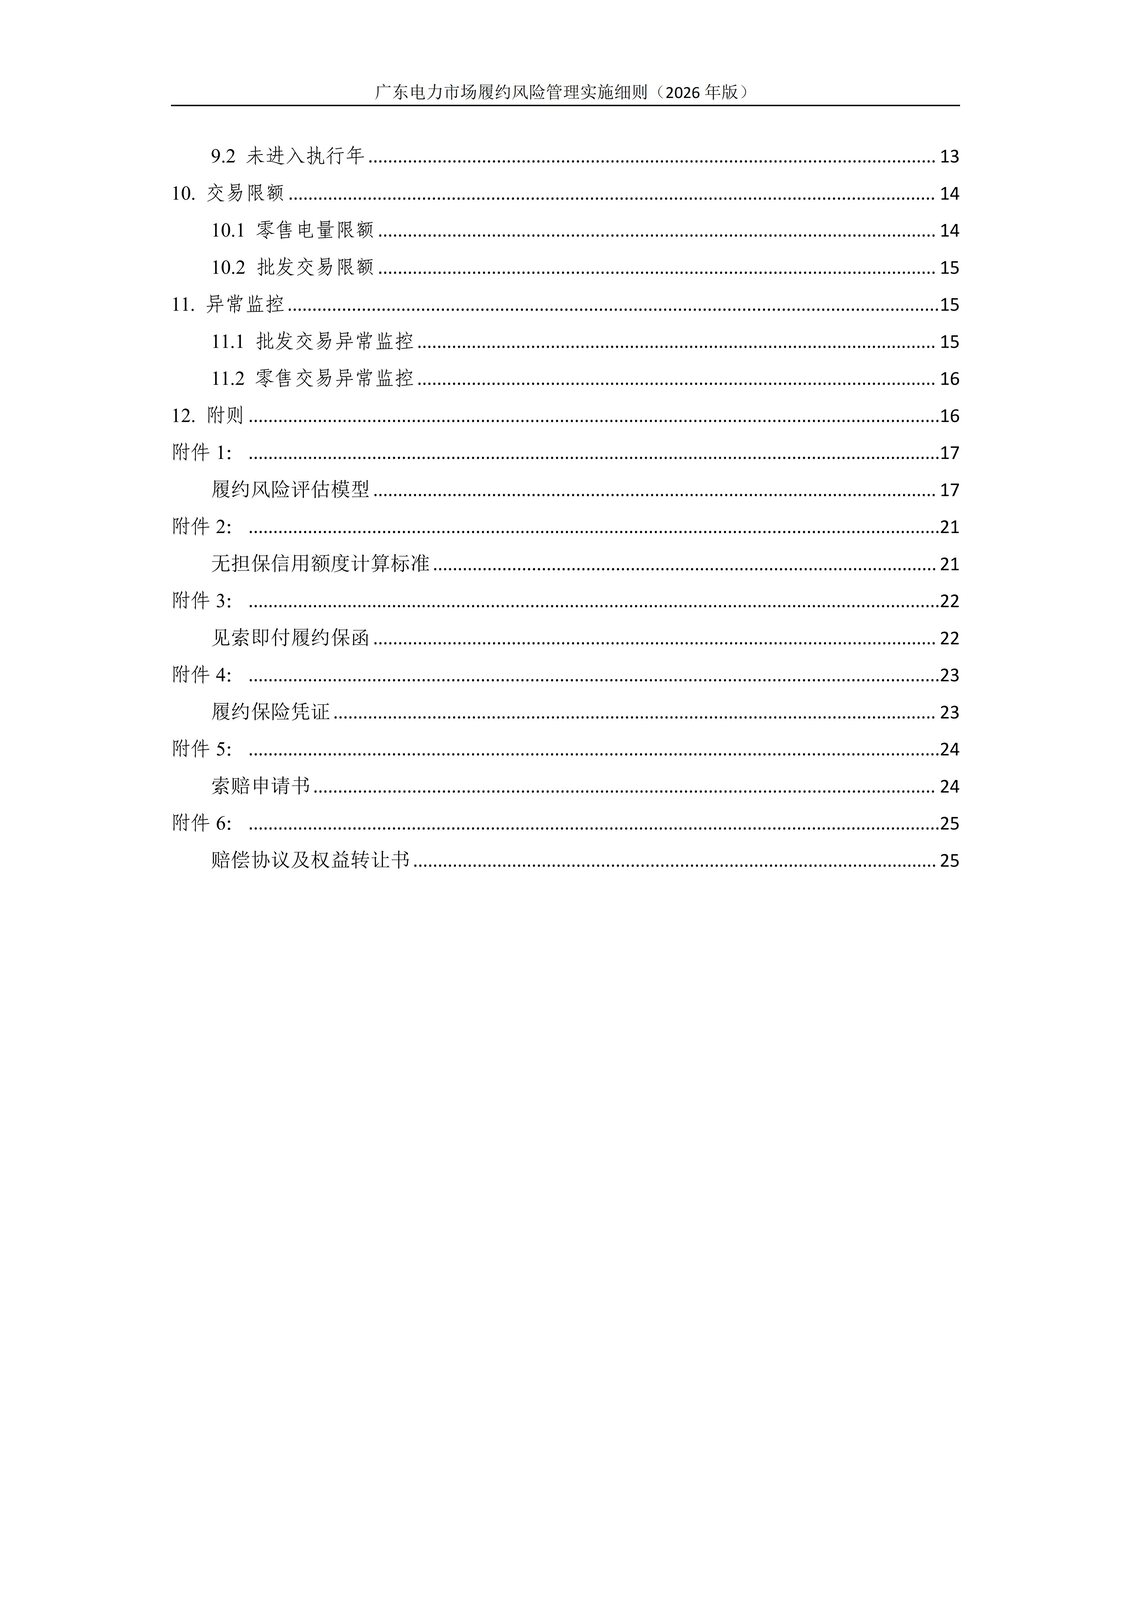 广东电力市场履约风险管理实施细则（2026 年版）
9.2 未进入执行年 13
10. 交易限额 14
10.1 零售电量限额 14
10.2 批发交易限额 15
11. 异常监控 15
11.1 批发交易异常监控 15
11.2 零售交易异常监控 16
12. 附则 16
附件 1： 17
履约风险评估模型 17
附件 2： 21
无担保信用额度计算标准 21
附件 3： 22
见索即付履约保函 22
附件 4： 23
履约保险凭证 23
附件 5： 24
索赔申请书 24
附件 6： 25
赔偿协议及权益转让书 25